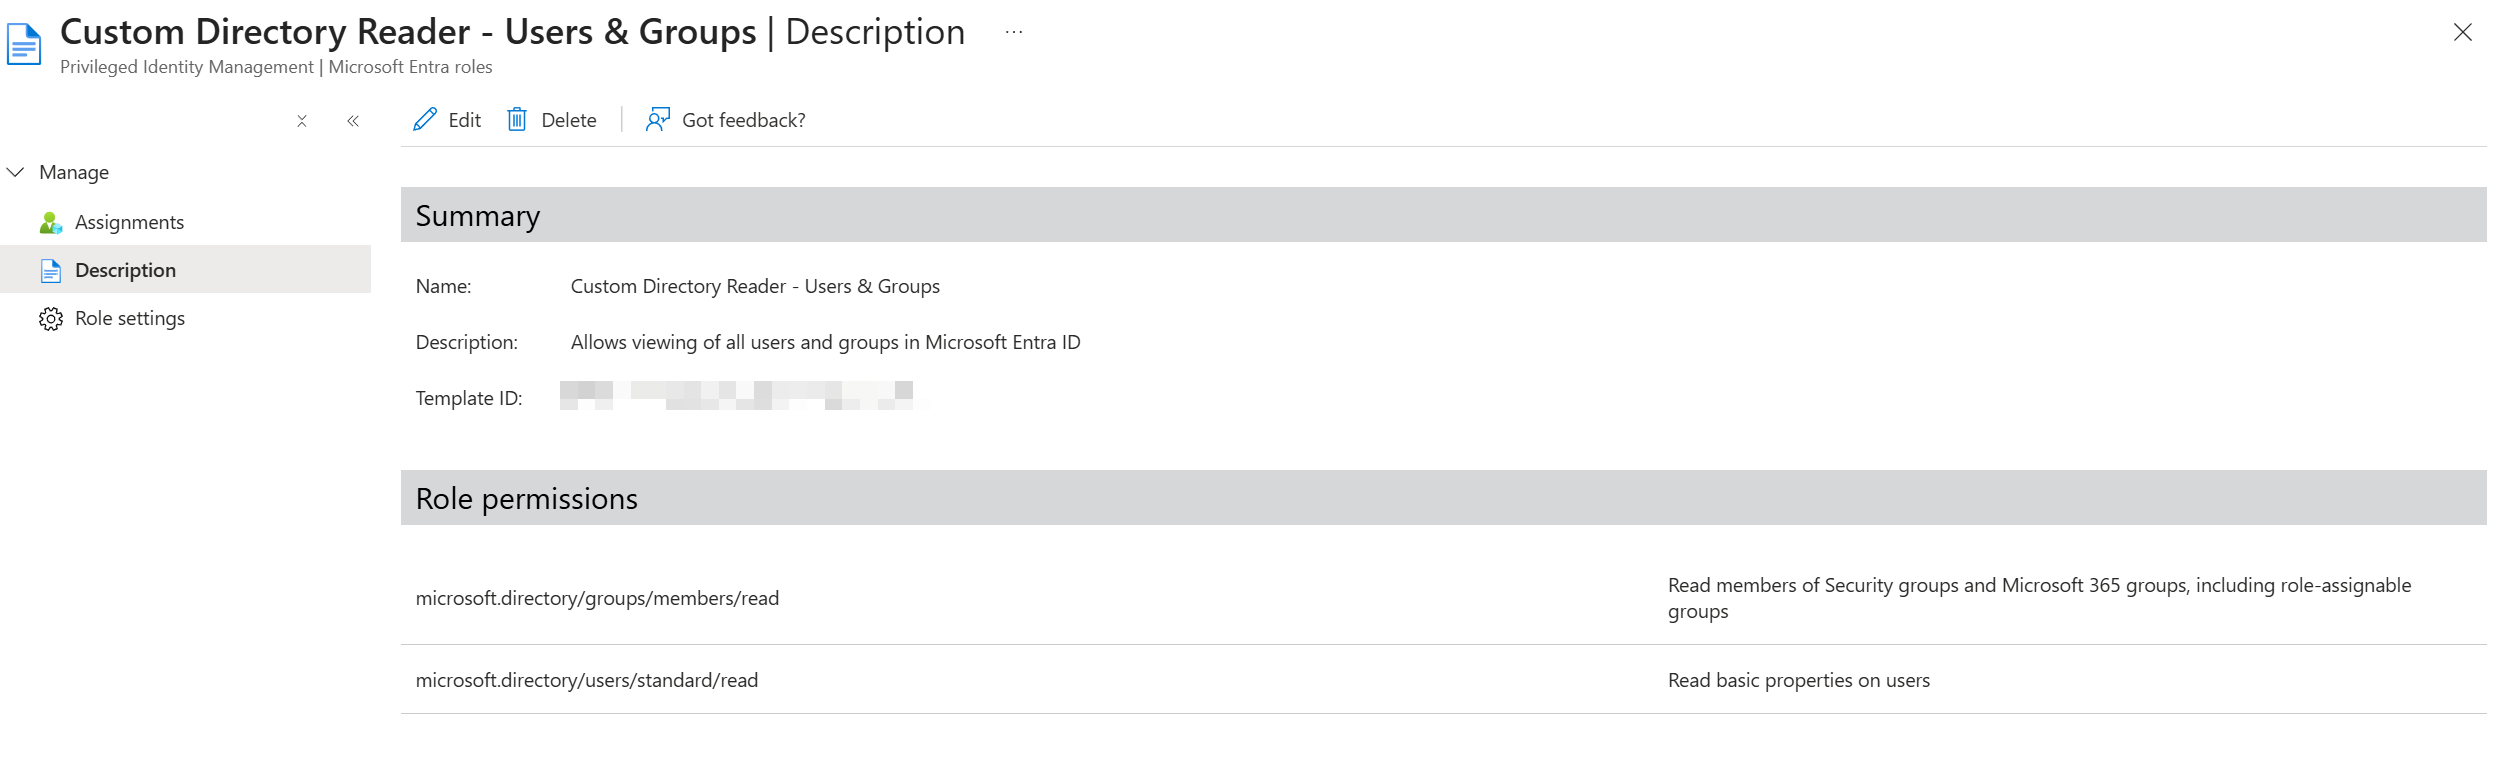 Custom Directory Reader - Users & Groups | Description ...
Privileged Identity Management | Microsoft Entra roles
Edit
Delete
Got feedback?
Manage
Assignments
Description
Role settings
Summary
Name: Custom Directory Reader - Users & Groups
Description: Allows viewing of all users and groups in Microsoft Entra ID
Template ID:
Role permissions
microsoft.directory/groups/members/read
Read members of Security groups and Microsoft 365 groups, including role-assignable
groups
microsoft.directory/users/standard/read
Read basic properties on users